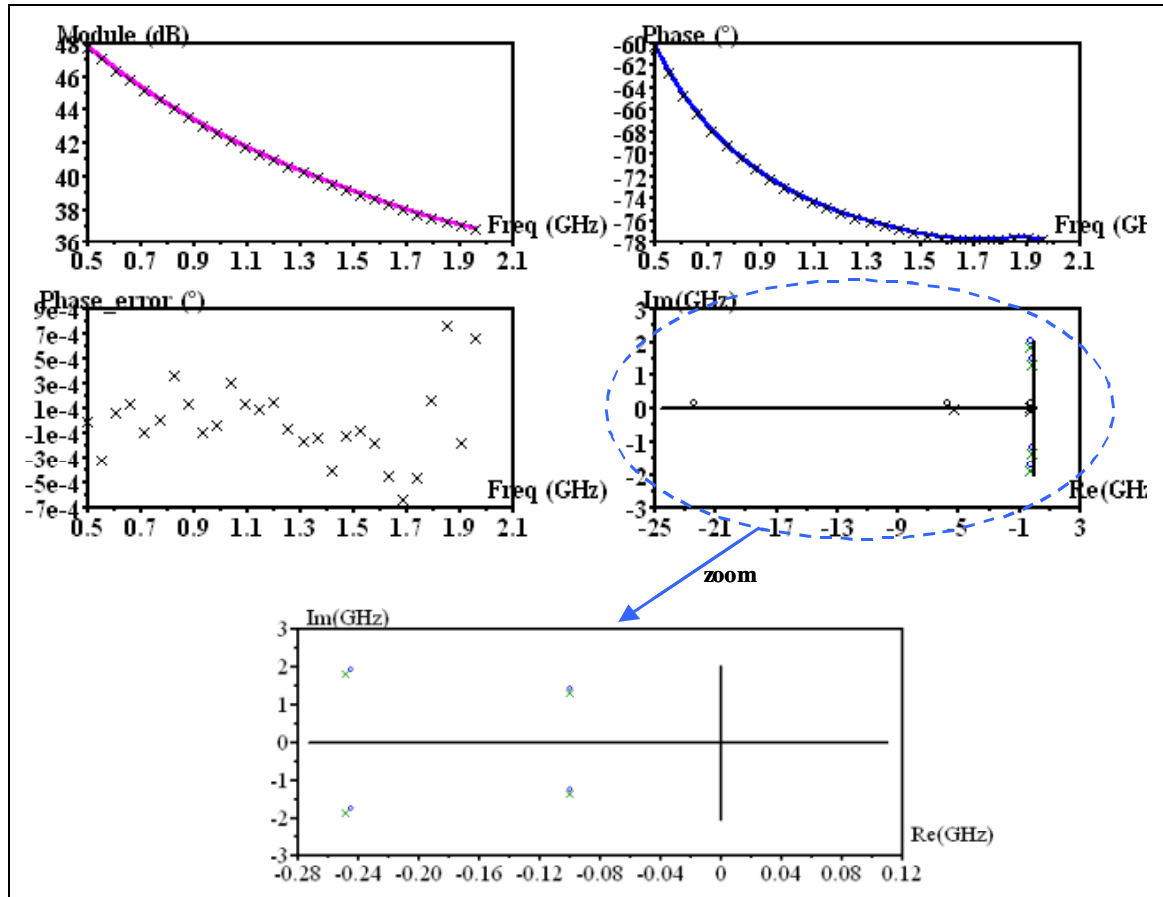 Module (dB)
48
46
44
42
40
38
36
Freq (GHz)
0.5 0.7 0.9 1.1 1.3 1.5 1.7 1.9 2.1
Phase (°)
-60
-62
-64
-66
-68
-70
-72
-74
-76
-78
Freq (GH
0.5 0.7 0.9 1.1 1.3 1.5 1.7 1.9 2.1
Phase_error (°)
9e-4
7e-4
5e-4
3e-4
1e-4
-1e-4
-3e-4
-5e-4
-7e-4
Freq (GHz)
0.5 0.7 0.9 1.1 1.3 1.5 1.7 1.9 2.1
Im(GHz)
3
2
1
0
-1
-2
-3
Re(GHz
-25 -21 -17 -13 -9 -5 -1 3
zoom
Im(GHz)
3
2
1
0
-1
-2
-3
Re(GHz)
-0.28 -0.24 -0.20 -0.16 -0.12 -0.08 -0.04 0 0.04 0.08 0.12